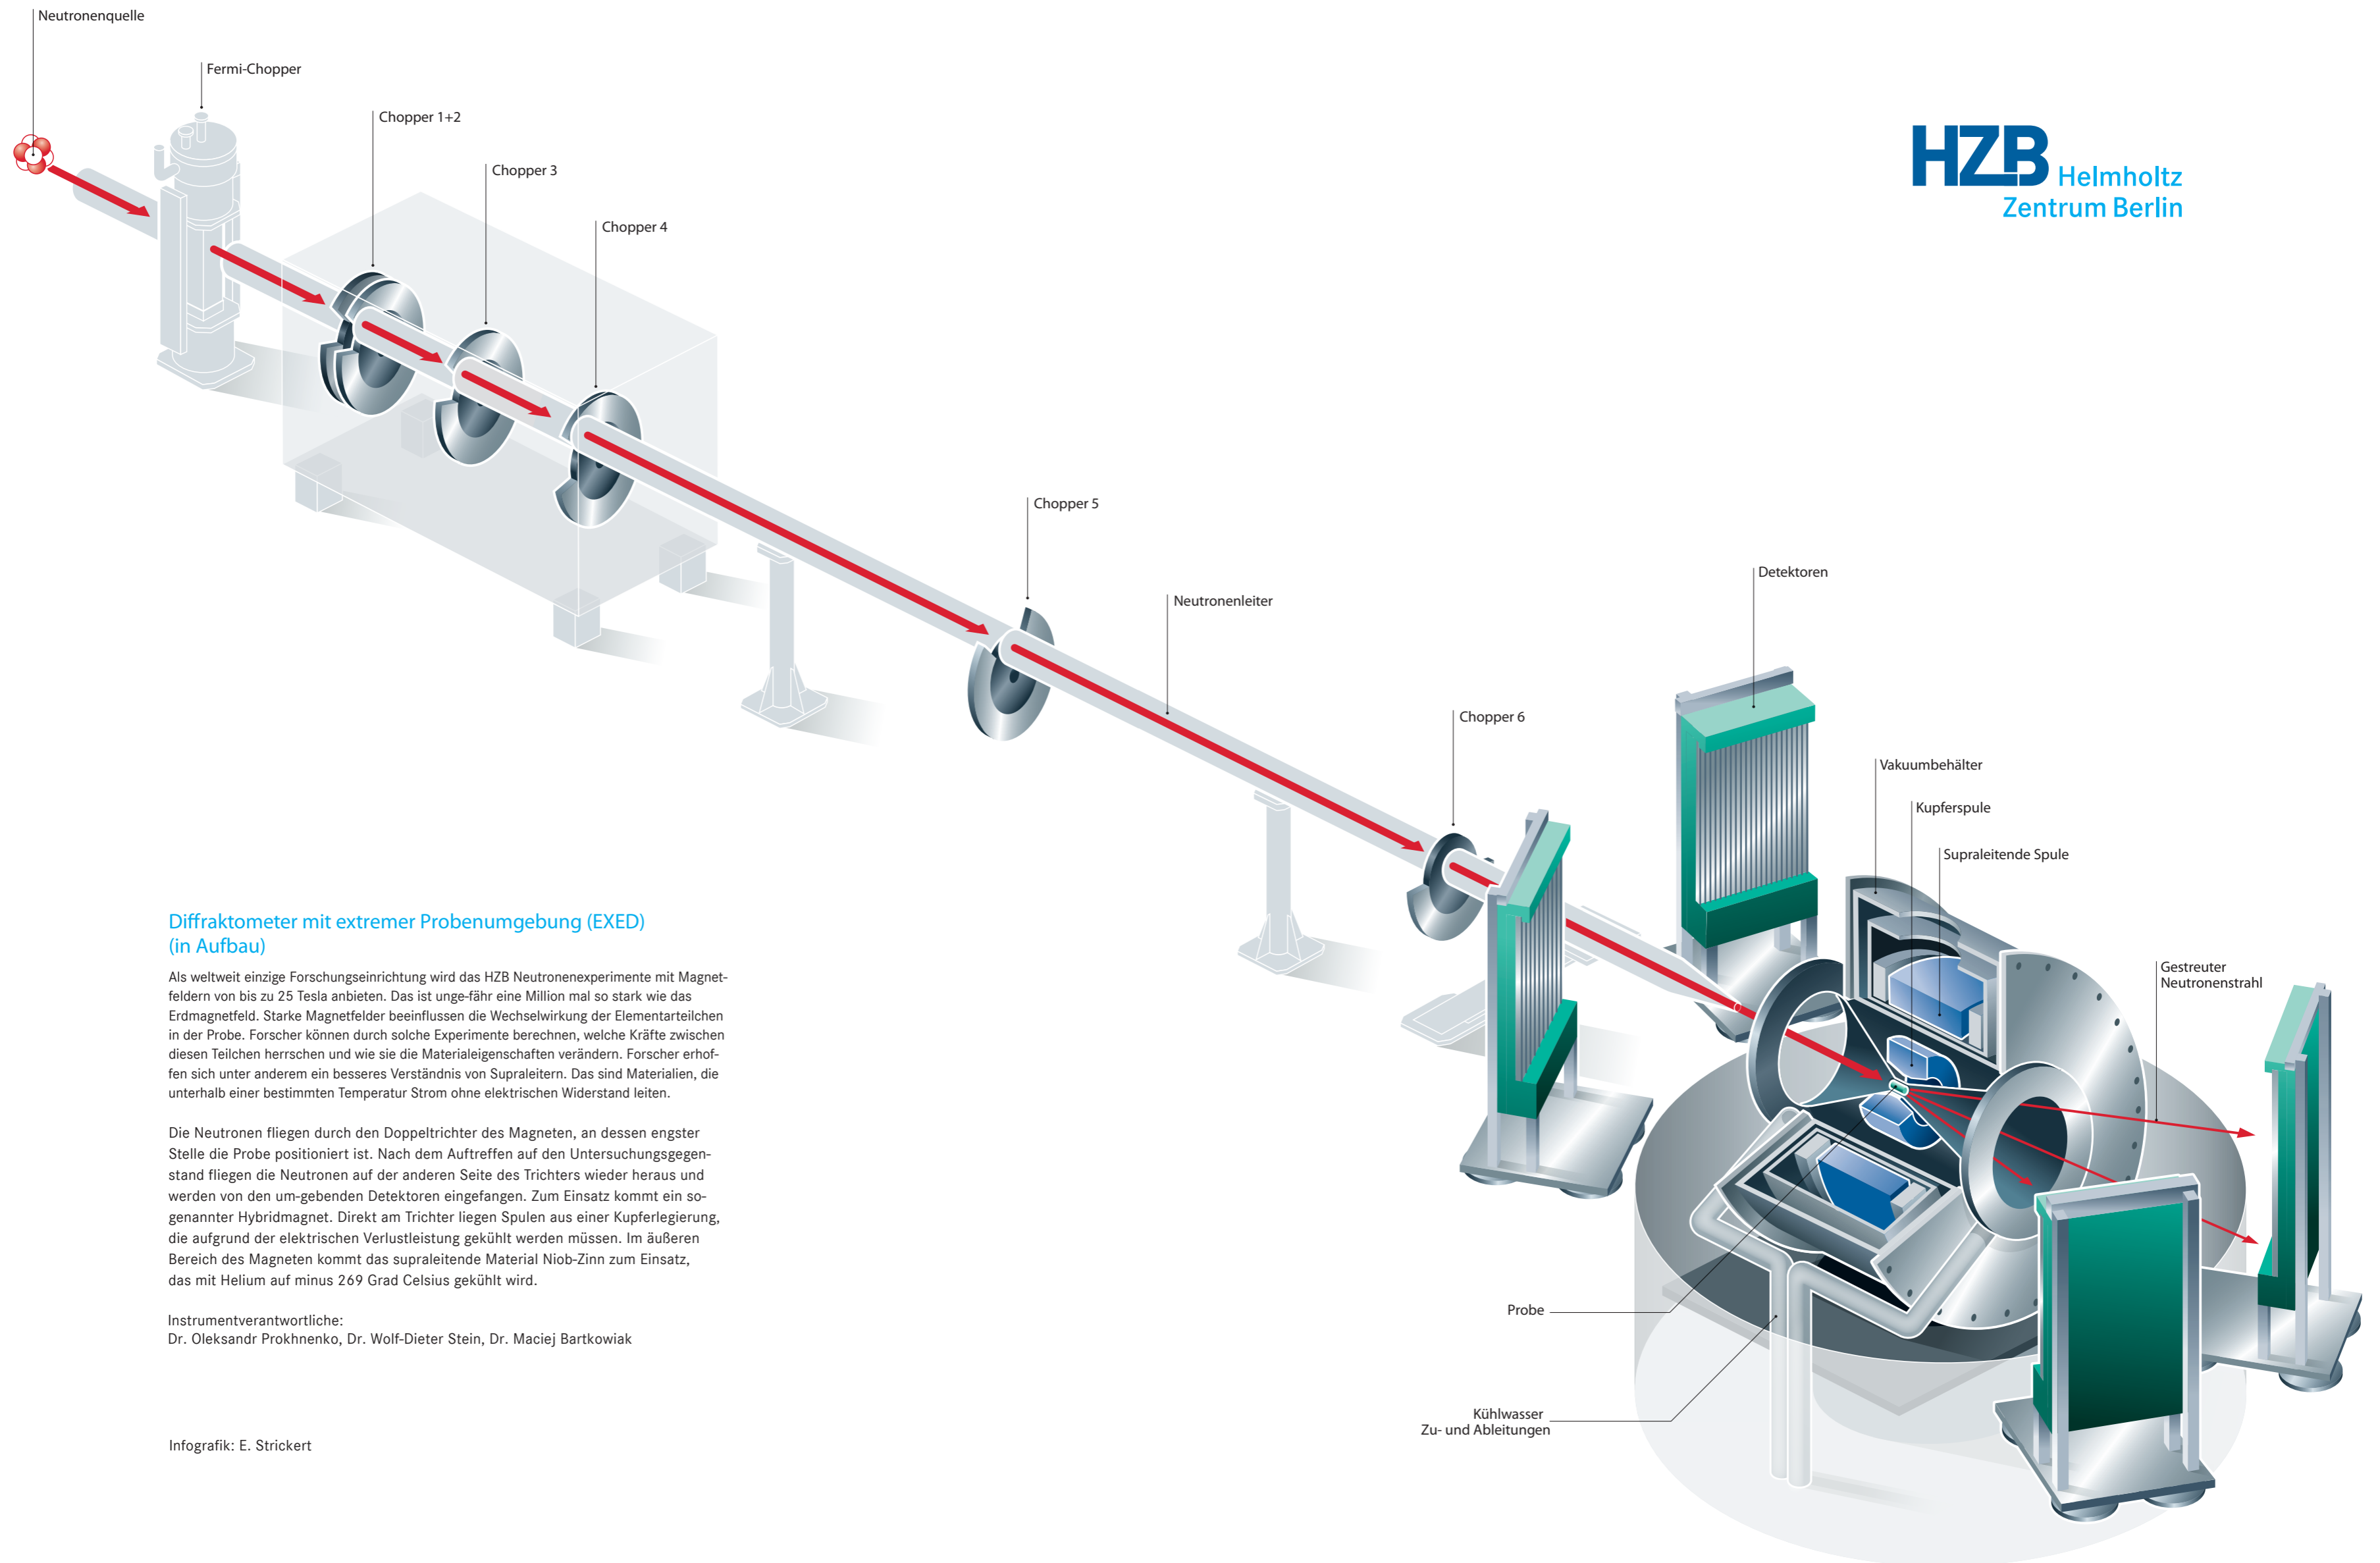 Neutronenquelle
Fermi-Chopper
Chopper 1+2
Chopper 3
Chopper 4
HZB Helmholtz
Zentrum Berlin
Chopper 5
Neutronenleiter
Detektoren
Chopper 6
Vakuumbehälter
Kupferspule
Supraleitende Spule
Gestreuter
Neutronenstrahl
Probe
Kühlwasser
Zu- und Ableitungen
Diffraktometer mit extremer Probenumgebung (EXED)
(in Aufbau)
Als weltweit einzige Forschungseinrichtung wird das HZB Neutronenexperimente mit Magnet-
feldern von bis zu 25 Tesla anbieten. Das ist unge-fähr eine Million mal so stark wie das
Erdmagnetfeld. Starke Magnetfelder beeinflussen die Wechselwirkung der Elementarteilchen
in der Probe. Forscher können durch solche Experimente berechnen, welche Kräfte zwischen
diesen Teilchen herrschen und wie sie die Materialeigenschaften verändern. Forscher erhof-
fen sich unter anderem ein besseres Verständnis von Supraleitern. Das sind Materialien, die
unterhalb einer bestimmten Temperatur Strom ohne elektrischen Widerstand leiten.
Die Neutronen fliegen durch den Doppeltrichter des Magneten, an dessen engster
Stelle die Probe positioniert ist. Nach dem Auftreffen auf den Untersuchungsgegen-
stand fliegen die Neutronen auf der anderen Seite des Trichters wieder heraus und
werden von den um-gebenden Detektoren eingefangen. Zum Einsatz kommt ein so-
genannter Hybridmagnet. Direkt am Trichter liegen Spulen aus einer Kupferlegierung,
die aufgrund der elektrischen Verlustleistung gekühlt werden müssen. Im äußeren
Bereich des Magneten kommt das supraleitende Material Niob-Zinn zum Einsatz,
das mit Helium auf minus 269 Grad Celsius gekühlt wird.
Instrumentverantwortliche:
Dr. Oleksandr Prokhnenko, Dr. Wolf-Dieter Stein, Dr. Maciej Bartkowiak
Infografik: E. Strickert